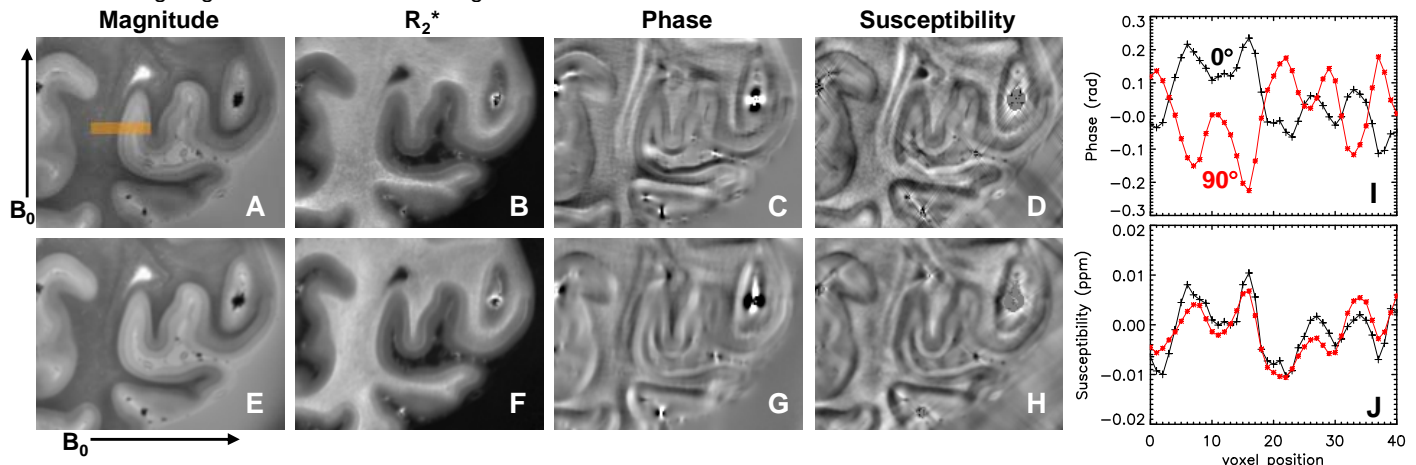 Magnitude
R2*
Phase
Susceptibility
B0
A
B
C
D
E
F
G
H
B0
0.3
0.2
0.1
-0.0
-0.1
-0.2
-0.3
Phase (rad)
0°
90°
I
0.02
0.01
0.00
-0.01
-0.02
Susceptibility (ppm)
J
0 10 20 30 40
voxel position